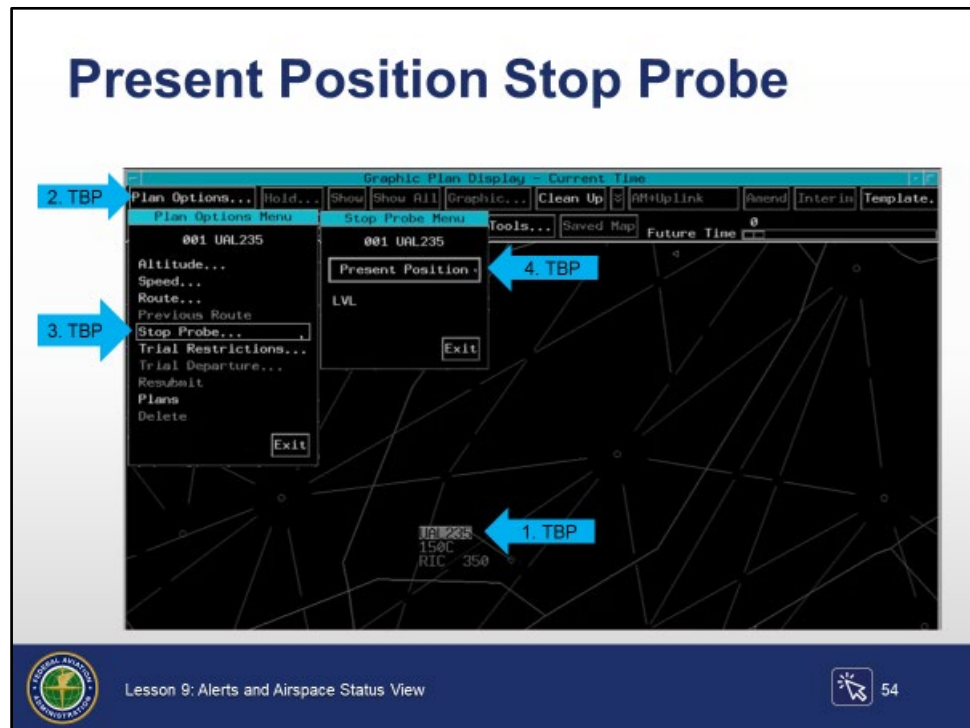 Present Position Stop Probe
Graphic Plan Display - Current Time
2. TBP
Plan Options... Hold... Show Show All Graphic... Clean Up AM+Uplink Amend Interim Template.
Plan Options Menu
001 UAL235
Altitude...
Speed...
Route...
Previous Route
3. TBP
Stop Probe...
Trial Restrictions...
Trial Departure...
Resubmit
Plans
Delete
Exit
Stop Probe Menu
001 UAL235
Present Position
4. TBP
LVL
Exit
Tools... Saved Map Future Time 0
UAL235
1. TBP
150C
RIC 350
FEDERAL AVIATION
ADMINISTRATION
Lesson 9: Alerts and Airspace Status View
54